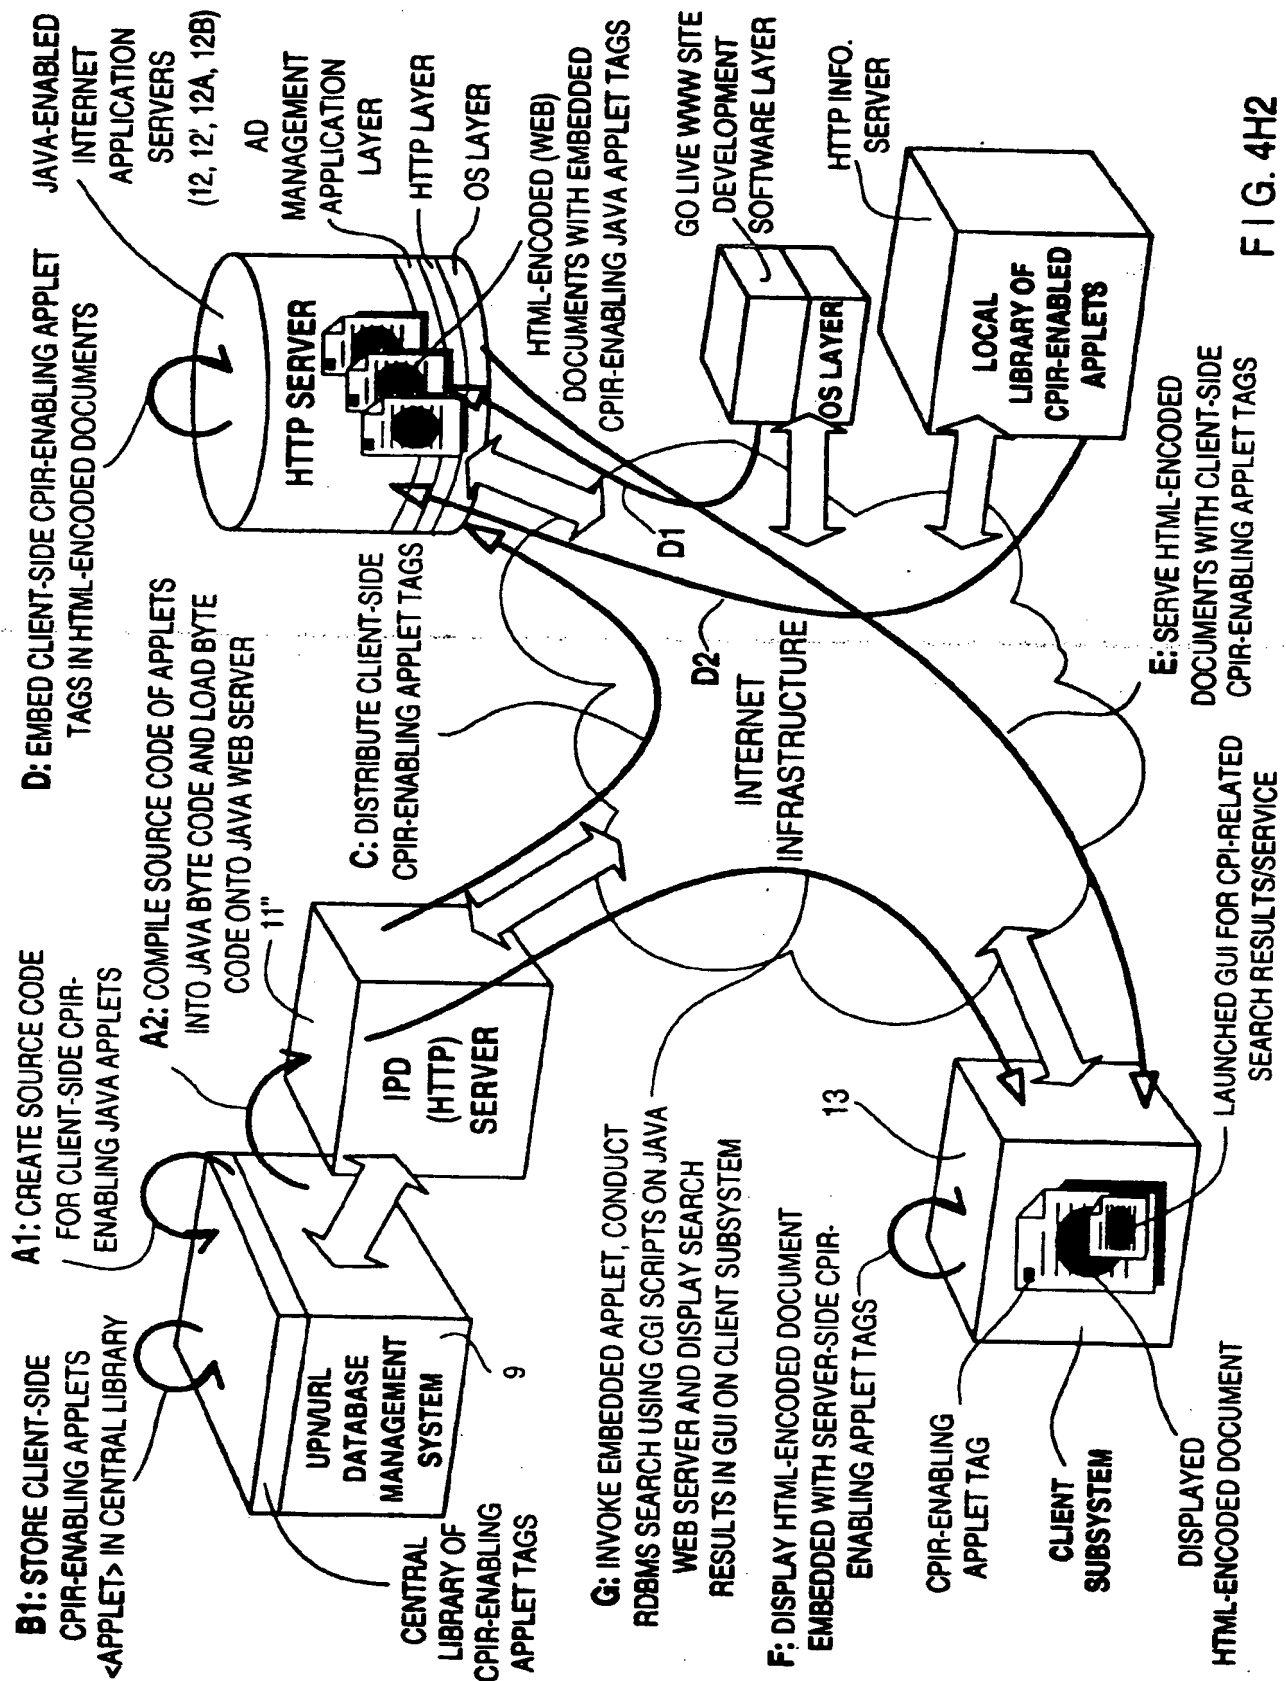 B1: STORE CLIENT-SIDE
CPIR-ENABLING APPLETS
<APPLET> IN CENTRAL LIBRARY
A1: CREATE SOURCE CODE
FOR CLIENT-SIDE CPIR-
ENABLING JAVA APPLETS
A2: COMPILE SOURCE CODE OF APPLETS
INTO JAVA BYTE CODE AND LOAD BYTE
CODE ONTO JAVA WEB SERVER
11"
D: EMBED CLIENT-SIDE CPIR-ENABLING APPLET
TAGS IN HTML-ENCODED DOCUMENTS
JAVA-ENABLED
INTERNET
APPLICATION
SERVERS
(12, 12', 12A, 12B)
AD
MANAGEMENT
APPLICATION
LAYER
HTTP LAYER
OS LAYER
HTTP SERVER
HTML-ENCODED (WEB)
DOCUMENTS WITH EMBEDDED
CPIR-ENABLING JAVA APPLET TAGS
UPN/URL
DATABASE
MANAGEMENT
SYSTEM
9
CENTRAL
LIBRARY OF
CPIR-ENABLING
APPLET TAGS
IPD
(HTTP)
SERVER
C: DISTRIBUTE CLIENT-SIDE
CPIR-ENABLING APPLET TAGS
D1
D2
INTERNET
INFRASTRUCTURE
GO LIVE WWW SITE
DEVELOPMENT
SOFTWARE LAYER
OS LAYER
HTTP INFO.
SERVER
LOCAL
LIBRARY OF
CPIR-ENABLED
APPLETS
G: INVOKE EMBEDDED APPLET, CONDUCT
RDBMS SEARCH USING CGI SCRIPTS ON JAVA
WEB SERVER AND DISPLAY SEARCH
RESULTS IN GUI ON CLIENT SUBSYSTEM
F: DISPLAY HTML-ENCODED DOCUMENT
EMBEDDED WITH SERVER-SIDE CPIR-
ENABLING APPLET TAGS
13
E: SERVE HTML-ENCODED
DOCUMENTS WITH CLIENT-SIDE
CPIR-ENABLING APPLET TAGS
CPIR-ENABLING
APPLET TAG
CLIENT
SUBSYSTEM
DISPLAYED
HTML-ENCODED DOCUMENT
LAUNCHED GUI FOR CPI-RELATED
SEARCH RESULTS/SERVICE
FIG. 4H2